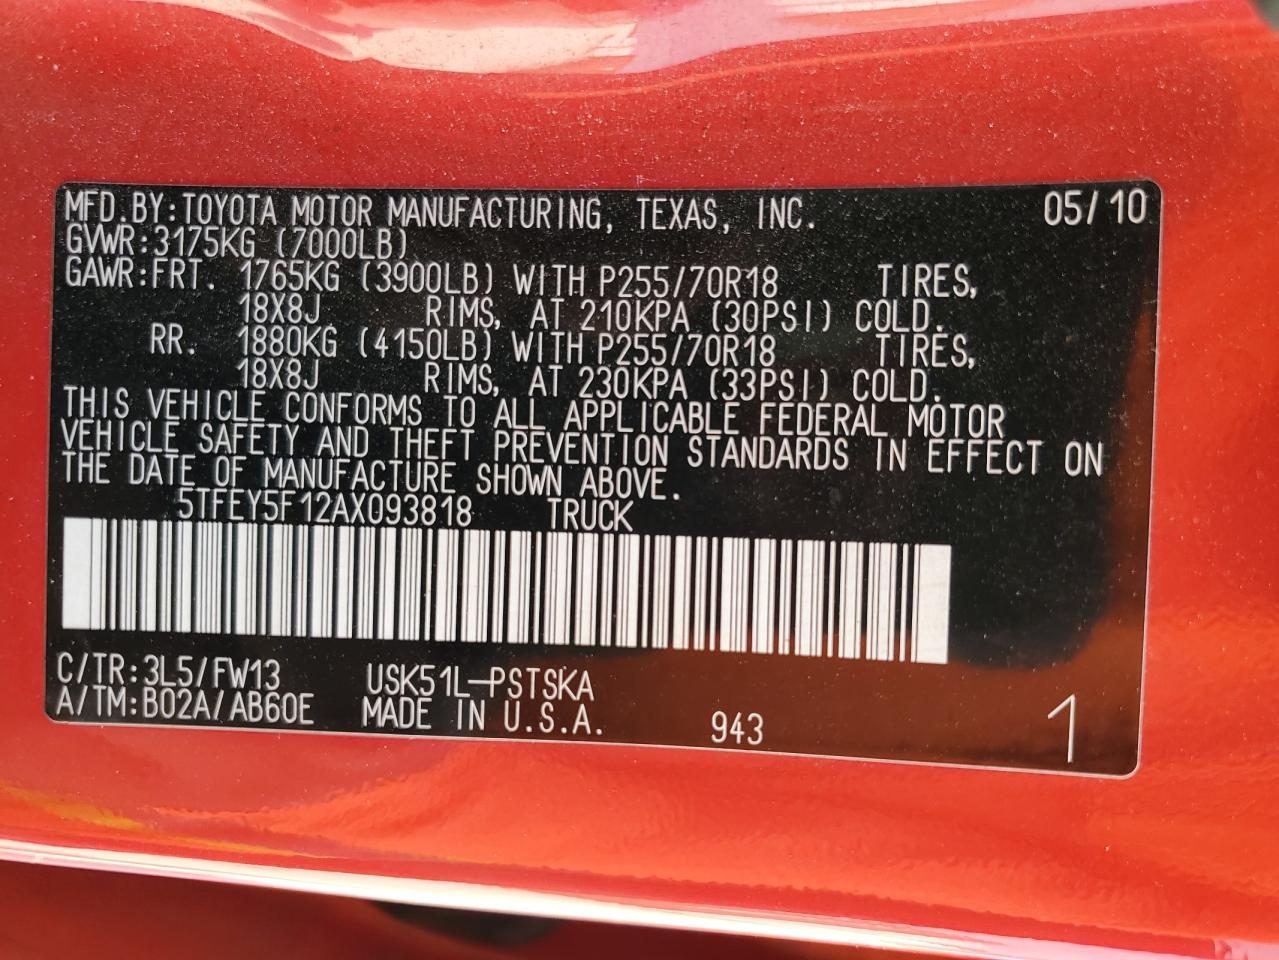 MFD.BY:TOYOTA MOTOR MANUFACTURING, TEXAS, INC. 05/10
GVWR:3175KG (7000LB)
GAWR:FRT. 1765KG (3900LB) WITH P255/70R18 TIRES,
18X8J RIMS, AT 210KPA (30PSI) COLD.
RR. 1880KG (4150LB) WITH P255/70R18 TIRES,
18X8J RIMS, AT 230KPA (33PSI) COLD.
THIS VEHICLE CONFORMS TO ALL APPLICABLE FEDERAL MOTOR
VEHICLE SAFETY AND THEFT PREVENTION STANDARDS IN EFFECT ON
THE DATE OF MANUFACTURE SHOWN ABOVE.
5TFEY5F12AX093818 TRUCK
C/TR:3L5/FW13 USK51L-PSTSKA
A/TM:B02A/AB60E MADE IN U.S.A. 943 1